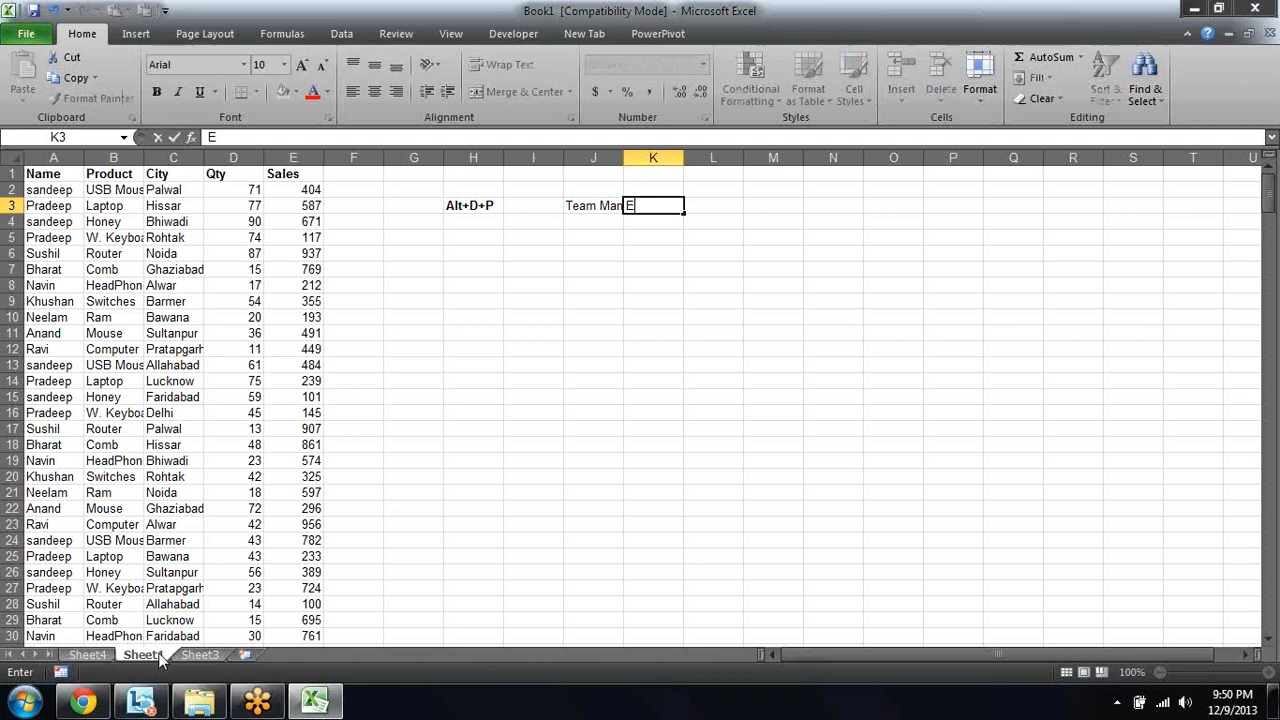 Book1 [Compatibility Mode] - Microsoft Excel
File Home Insert Page Layout Formulas Data Review View Developer New Tab PowerPivot
Paste Cut Copy Format Painter
Clipboard
Arial 10
B I U A
Font
Wrap Text
Merge & Center
Alignment
$ % ,
Number
Conditional Formatting Format as Table Cell Styles
Styles
Insert Delete Format
Cells
Σ AutoSum Fill Clear Sort & Filter Find & Select
Editing
K3 fx E
A B C D E F G H I J K L M N O P Q R S T U
1 Name Product City Qty Sales
2 sandeep USB Mous Palwal 71 404
3 Pradeep Laptop Hissar 77 587 Alt+D+P Team Man E
4 sandeep Honey Bhiwadi 90 671
5 Pradeep W. Keyboa Rohtak 74 117
6 Sushil Router Noida 87 937
7 Bharat Comb Ghaziabad 15 769
8 Navin HeadPhon Alwar 17 212
9 Khushan Switches Barmer 54 355
10 Neelam Ram Bawana 20 193
11 Anand Mouse Sultanpur 36 491
12 Ravi Computer Pratapgarh 11 449
13 sandeep USB Mous Allahabad 61 484
14 Pradeep Laptop Lucknow 75 239
15 sandeep Honey Faridabad 59 101
16 Pradeep W. Keyboa Delhi 45 145
17 Sushil Router Palwal 13 907
18 Bharat Comb Hissar 48 861
19 Navin HeadPhon Bhiwadi 23 574
20 Khushan Switches Rohtak 42 325
21 Neelam Ram Noida 18 597
22 Anand Mouse Ghaziabad 72 296
23 Ravi Computer Alwar 42 956
24 sandeep USB Mous Barmer 43 782
25 Pradeep Laptop Bawana 43 233
26 sandeep Honey Sultanpur 56 389
27 Pradeep W. Keyboa Pratapgarh 23 724
28 Sushil Router Allahabad 14 100
29 Bharat Comb Lucknow 15 695
30 Navin HeadPhon Faridabad 30 761
Sheet4 Sheet Sheet3
Enter 100%
9:50 PM
12/9/2013